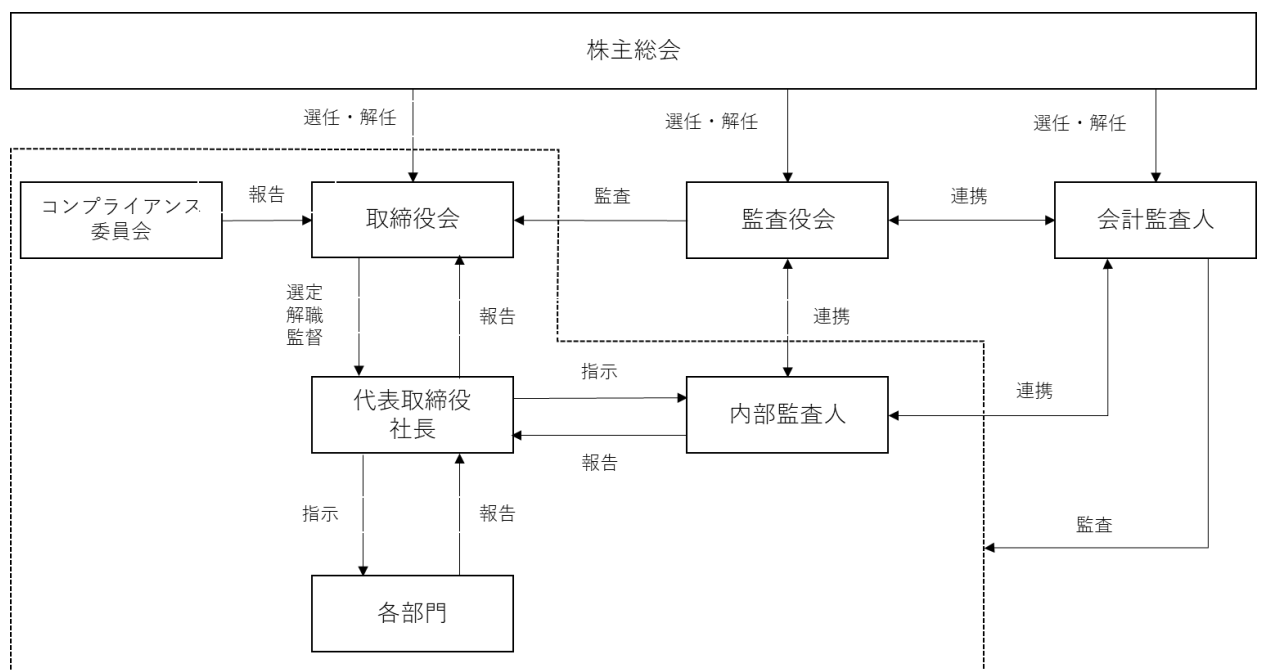 株主総会
選任・解任
選任・解任
選任・解任
コンプライアンス
委員会
報告
取締役会
監査
監査役会
連携
会計監査人
選定
解職
監督
報告
連携
代表取締役
社長
指示
報告
内部監査人
連携
指示
報告
監査
各部門